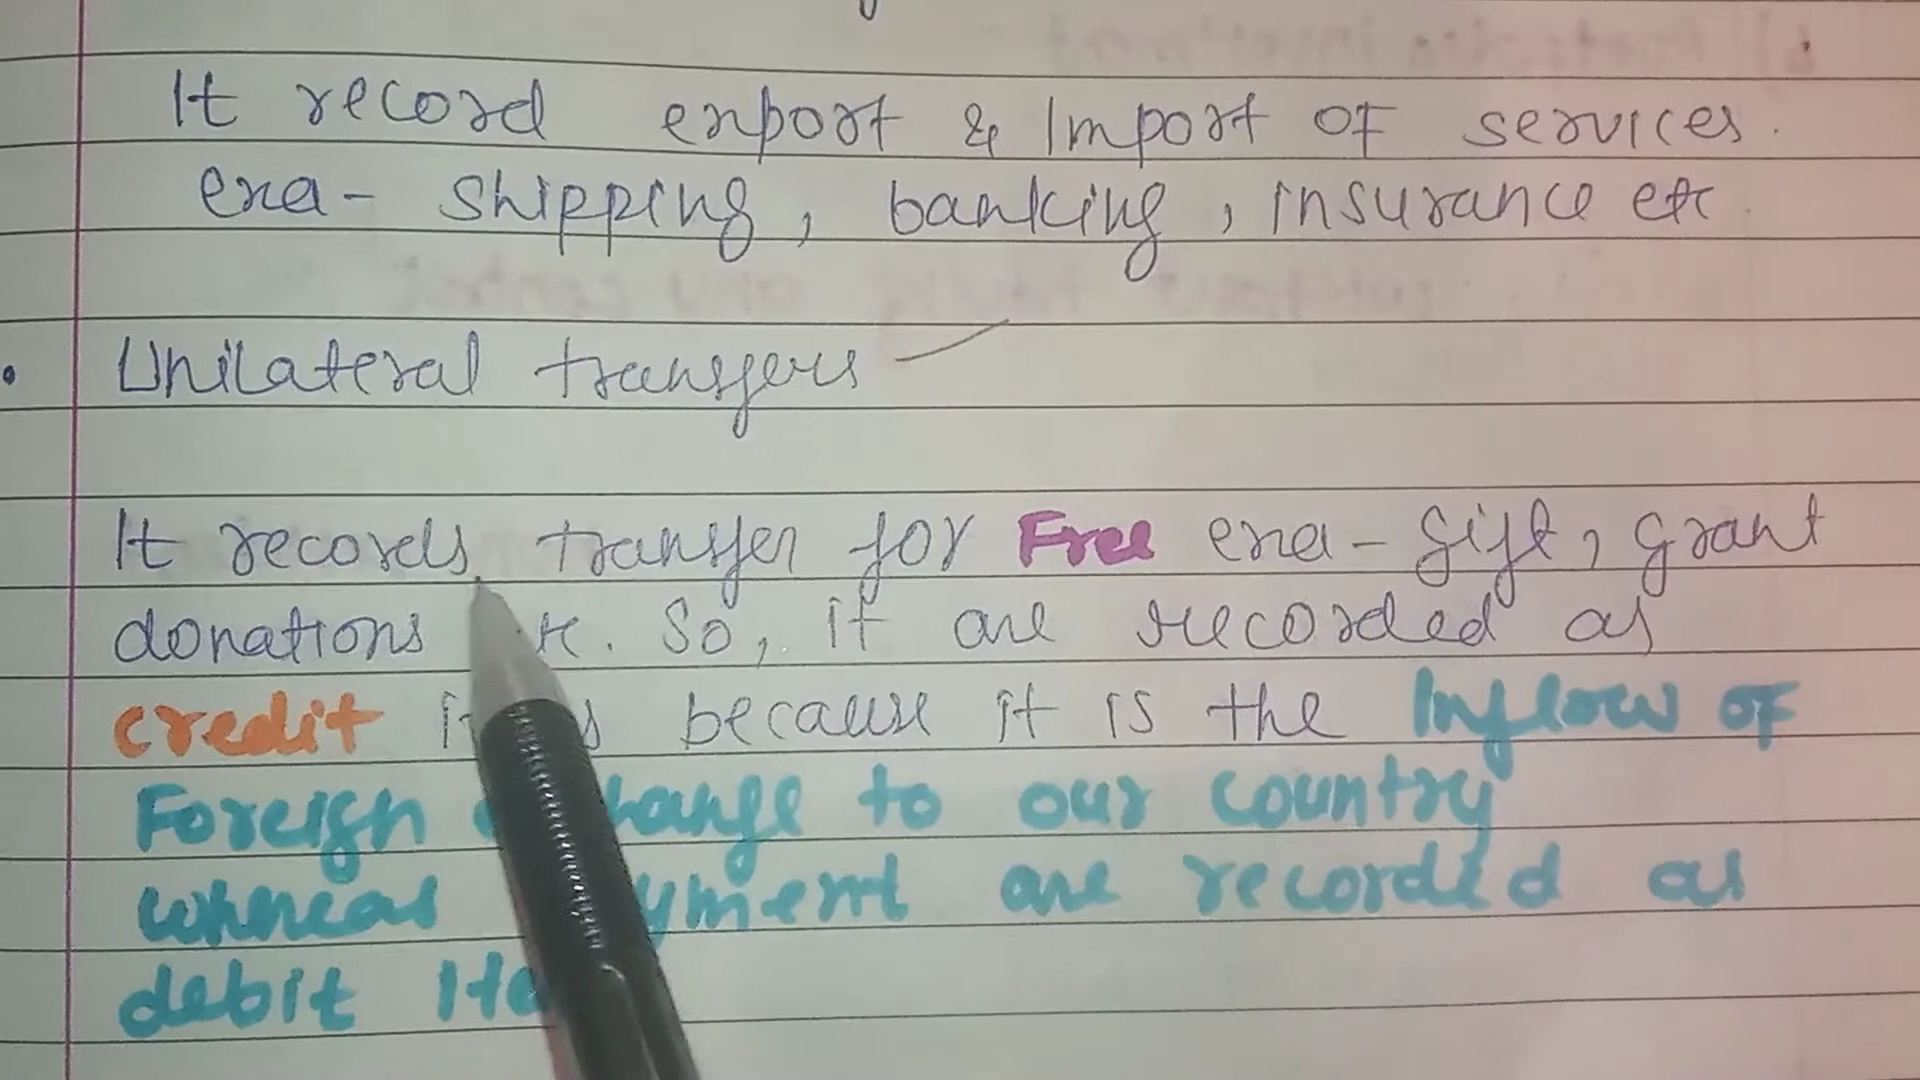 It record export & Import OF services.
exa - shipping, banking, insurance etc
• Unilateral transfers
It records transfer for Free exa - gift, grant
donations So, it are recorded as
credit because it is the Inflow OF
Foreign to our country
whereas are recorded as
debit